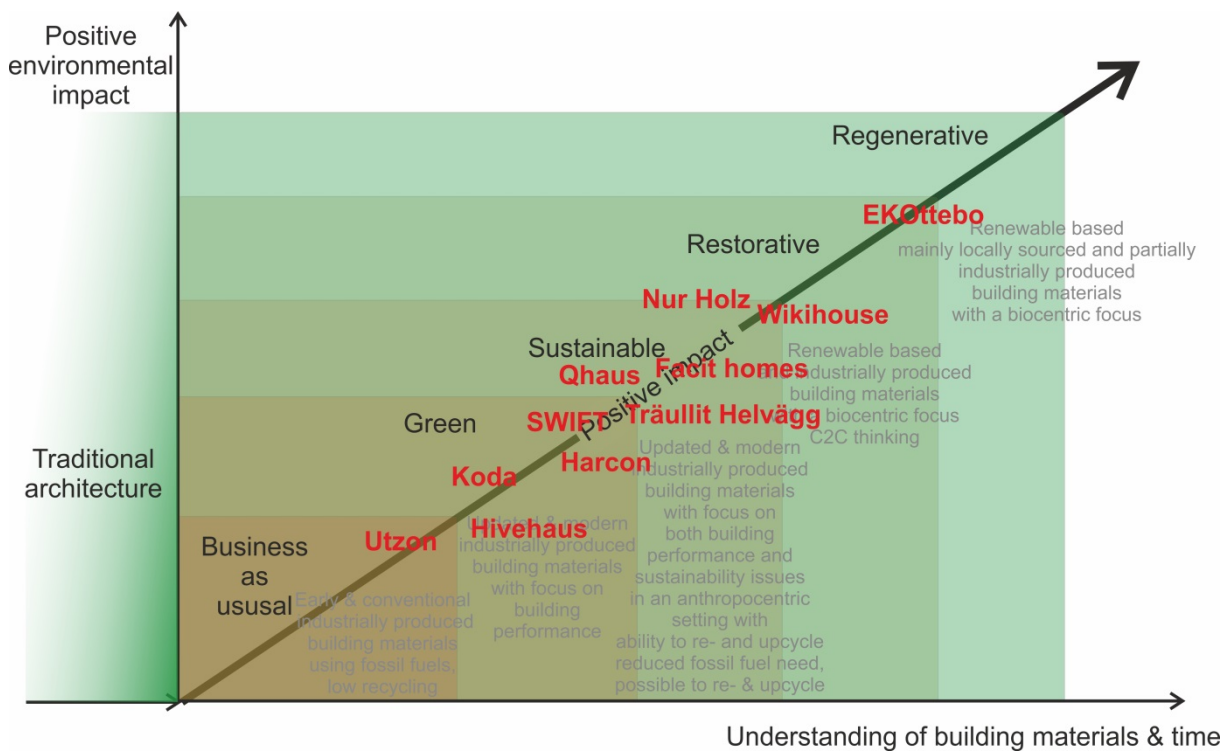 Positive
environmental
impact
Regenerative
EKOttebo
Renewable based
mainly locally sourced and partially
industrially produced
building materials
with a biocentric focus
Restorative
Nur Holz
Wikihouse
Renewable based
industrially produced
building materials
with a biocentric focus
C2C thinking
Sustainable
Qhaus
Facit homes
Positive impact
Träullit Helvägg
Updated & modern
industrially produced
building materials
with focus on
both building
performance and
sustainability issues
in an anthropocentric
setting with
ability to re- and upcycle
reduced fossil fuel need,
possible to re- & upcycle
Green
SWIFT
Harcon
Koda
Hivehaus
Updated & modern
industrially produced
building materials
with focus on
building
performance
Traditional
architecture
Business
as
ususal
Utzon
Early & conventional
industrially produced
building materials
using fossil fuels,
low recycling
Understanding of building materials & time